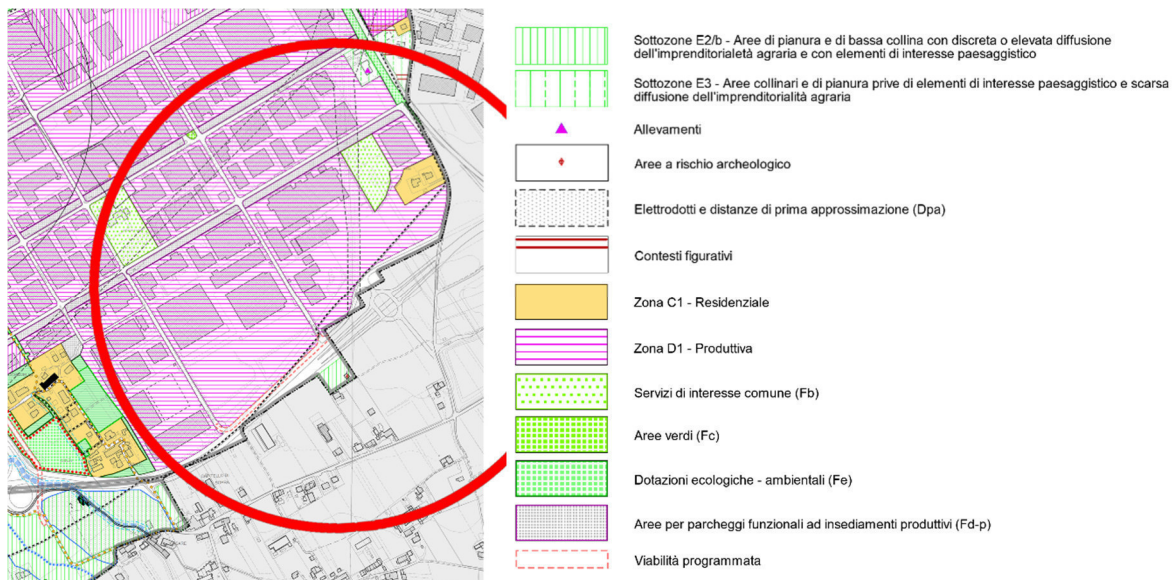 Sottozone E2/b - Aree di pianura e di bassa collina con discreta o elevata diffusione
dell'imprenditorialetà agraria e con elementi di interesse paesaggistico
Sottozone E3 - Aree collinari e di pianura prive di elementi di interesse paesaggistico e scarsa
diffusione dell'imprenditorialità agraria
Allevamenti
Aree a rischio archeologico
Elettrodotti e distanze di prima approssimazione (Dpa)
Contesti figurativi
Zona C1 - Residenziale
Zona D1 - Produttiva
Servizi di interesse comune (Fb)
Aree verdi (Fc)
Dotazioni ecologiche - ambientali (Fe)
Aree per parcheggi funzionali ad insediamenti produttivi (Fd-p)
Viabilità programmata